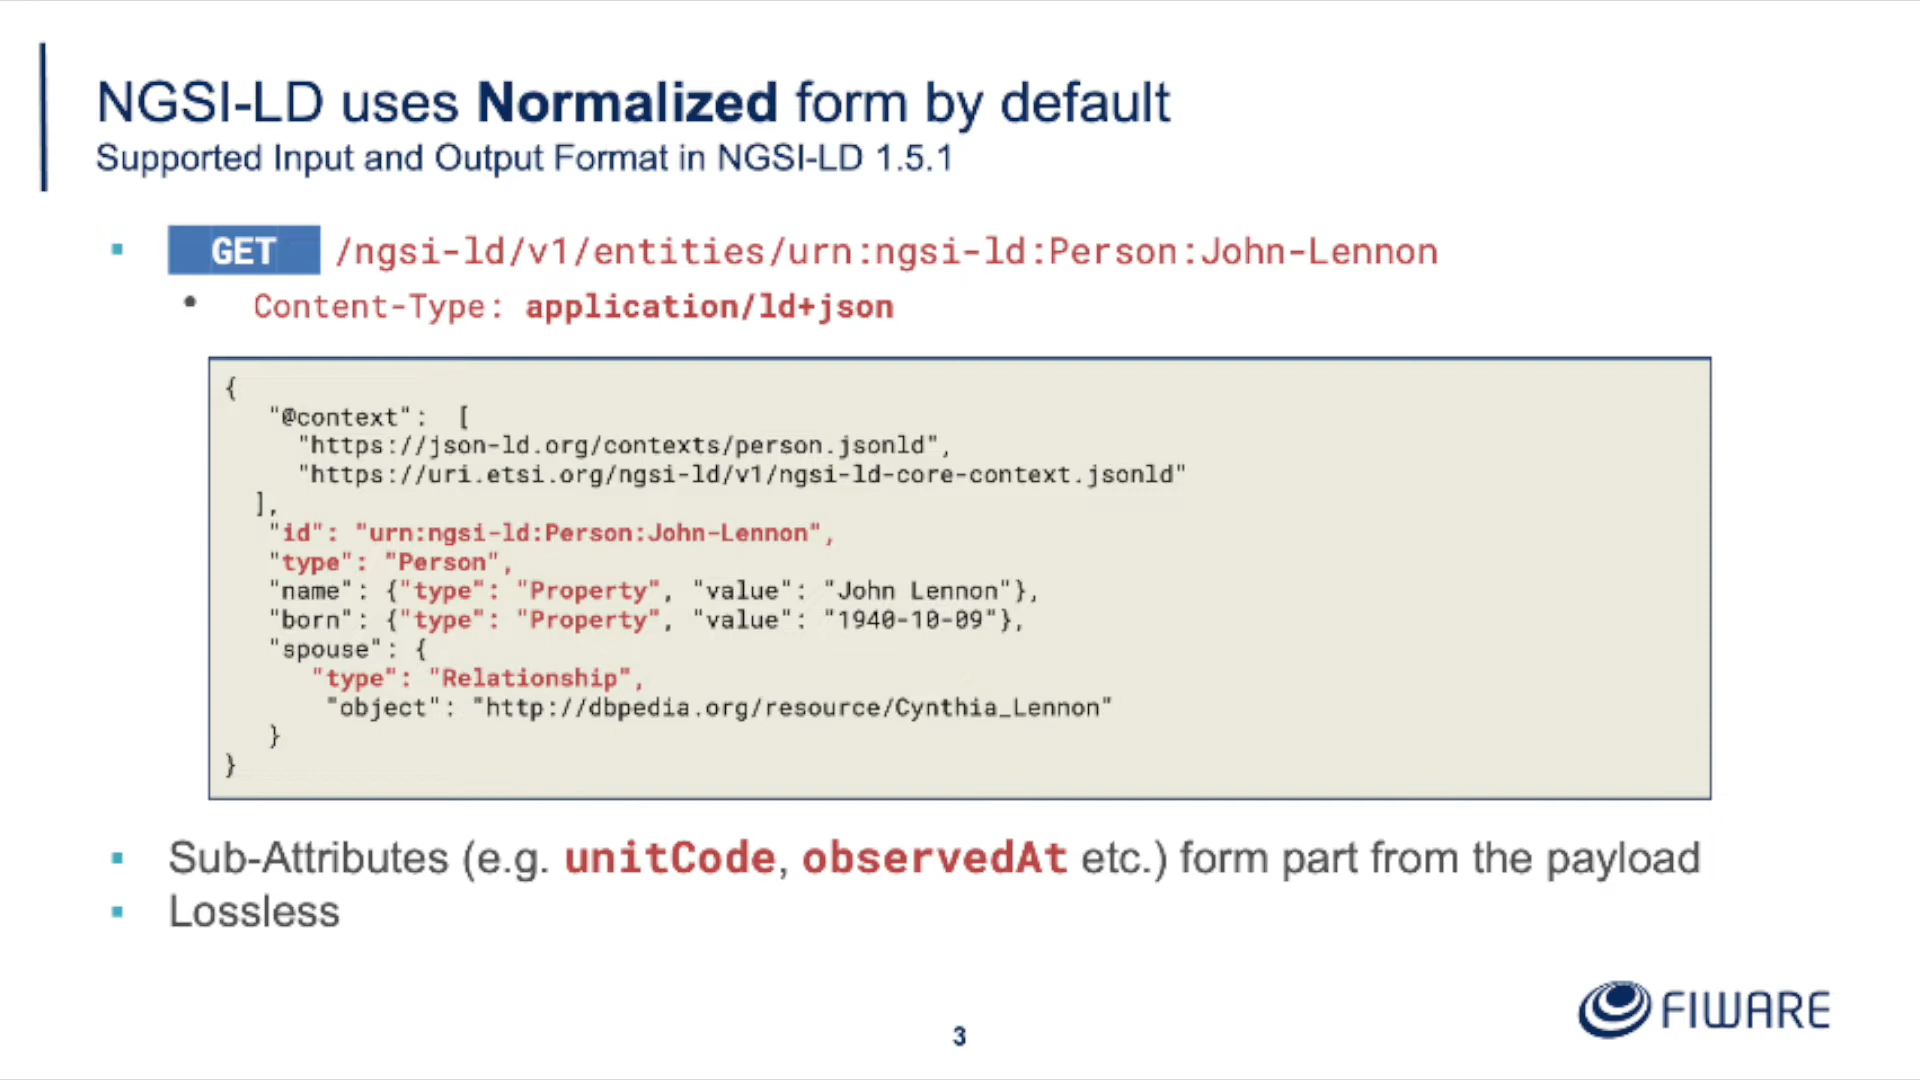 NGSI-LD uses Normalized form by default
Supported Input and Output Format in NGSI-LD 1.5.1
▪ GET /ngsi-ld/v1/entities/urn:ngsi-ld:Person:John-Lennon
• Content-Type: application/ld+json
{
"@context": [
"https://json-ld.org/contexts/person.jsonld",
"https://uri.etsi.org/ngsi-ld/v1/ngsi-ld-core-context.jsonld"
],
"id": "urn:ngsi-ld:Person:John-Lennon",
"type": "Person",
"name": {"type": "Property", "value": "John Lennon"},
"born": {"type": "Property", "value": "1940-10-09"},
"spouse": {
"type": "Relationship",
"object": "http://dbpedia.org/resource/Cynthia_Lennon"
}
}
▪ Sub-Attributes (e.g. unitCode, observedAt etc.) form part from the payload
▪ Lossless
FIWARE
3